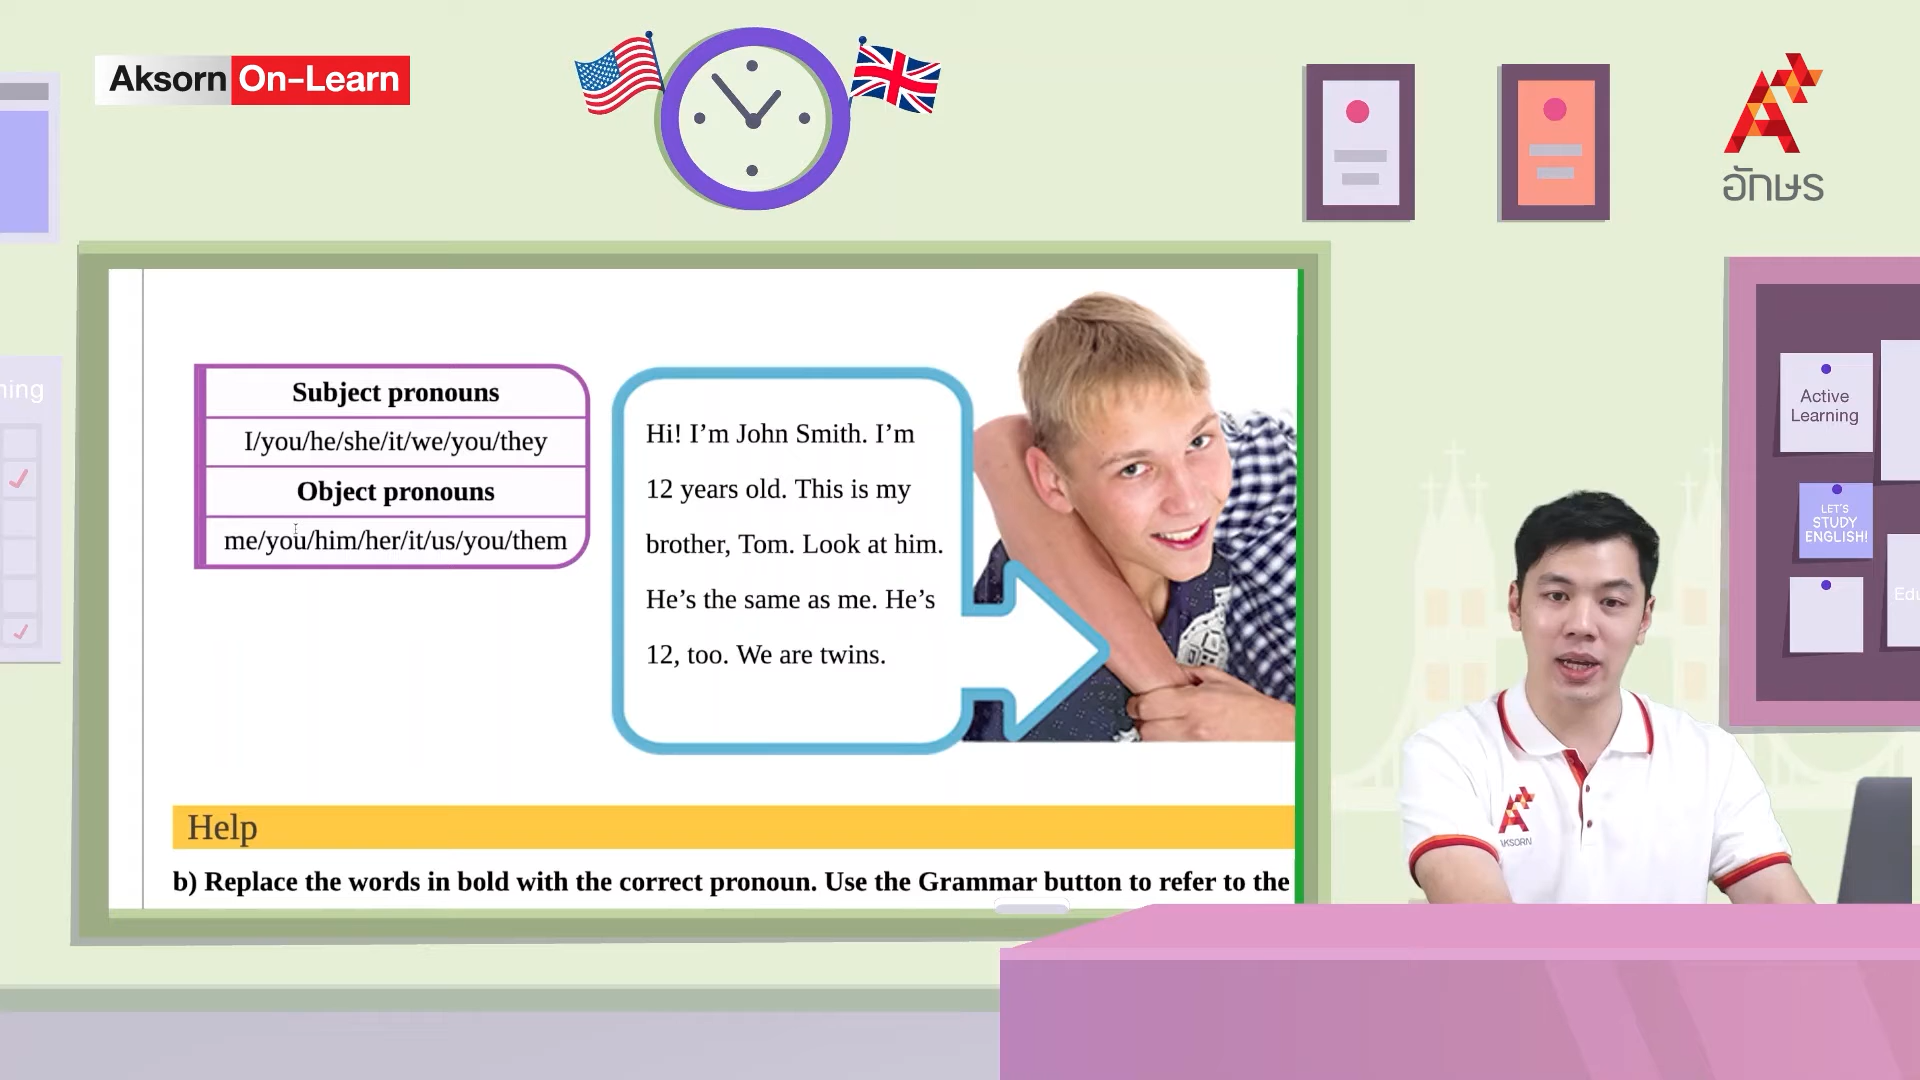 Aksorn On-Learn
อักษร
ning
Subject pronouns
I/you/he/she/it/we/you/they
Object pronouns
me/you/him/her/it/us/you/them
Hi! I’m John Smith. I’m
12 years old. This is my
brother, Tom. Look at him.
He’s the same as me. He’s
12, too. We are twins.
Help
b) Replace the words in bold with the correct pronoun. Use the Grammar button to refer to the
Active
Learning
LET'S
STUDY
ENGLISH!
Edu
AKSORN